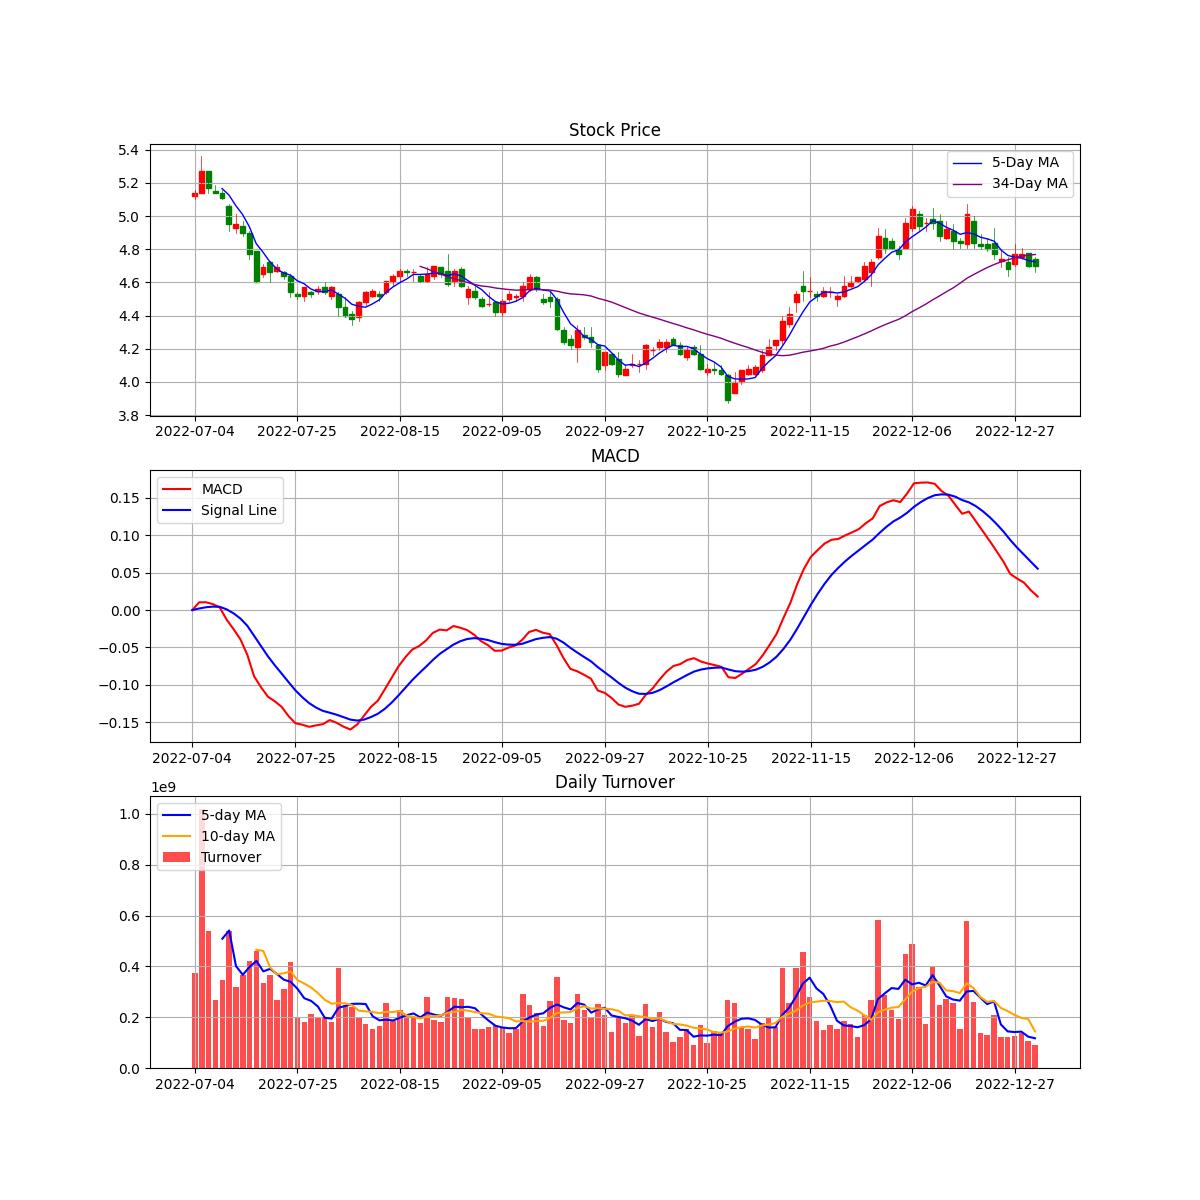 Stock Price
5.4
5.2
5.0
4.8
4.6
4.4
4.2
4.0
3.8
5-Day MA
34-Day MA
2022-07-04 2022-07-25 2022-08-15 2022-09-05 2022-09-27 2022-10-25 2022-11-15 2022-12-06 2022-12-27
MACD
0.15
0.10
0.05
0.00
−0.05
−0.10
−0.15
MACD
Signal Line
2022-07-04 2022-07-25 2022-08-15 2022-09-05 2022-09-27 2022-10-25 2022-11-15 2022-12-06 2022-12-27
Daily Turnover
1e9
1.0
0.8
0.6
0.4
0.2
0.0
5-day MA
10-day MA
Turnover
2022-07-04 2022-07-25 2022-08-15 2022-09-05 2022-09-27 2022-10-25 2022-11-15 2022-12-06 2022-12-27